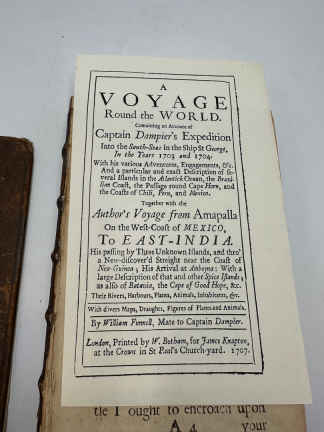 A
VOYAGE
Round the WORLD.
Containing an Account of
Captain Dampier's Expedition
Into the South-Seas in the Ship St George,
In the Years 1703 and 1704.
With his various Adventures, Engagements, &c.
And a particular and exact Description of se-
veral Islands in the Atlantick Ocean, the Brazi-
lian Coast, the Passage round Cape Horn, and
the Coasts of Chili, Peru, and Mexico.
Together with the
Author's Voyage from Amapalla
On the West-Coast of MEXICO,
To EAST-INDIA.
His passing by Three Unknown Islands, and thro'
a New-discover'd Streight near the Coast of
New-Guinea; His Arrival at Amboyna: With a
large Description of that and other Spice Islands;
as also of Batavia, the Cape of Good Hope, &c.
Their Rivers, Harbours, Plants, Animals, Inhabitants, &c.
With divers Maps, Draughts, Figures of Plants and Animals.
By William Funnell, Mate to Captain Dampier.
London, Printed by W. Botham, for James Knapton,
at the Crown in St Paul's Church-yard. 1707.
I ought to encroach upon
A 4 your